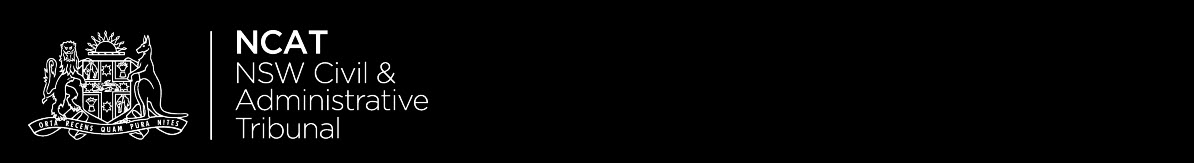 NCAT
NSW Civil &
Administrative
Tribunal
ORTA RECENS QUAM PURA NITES